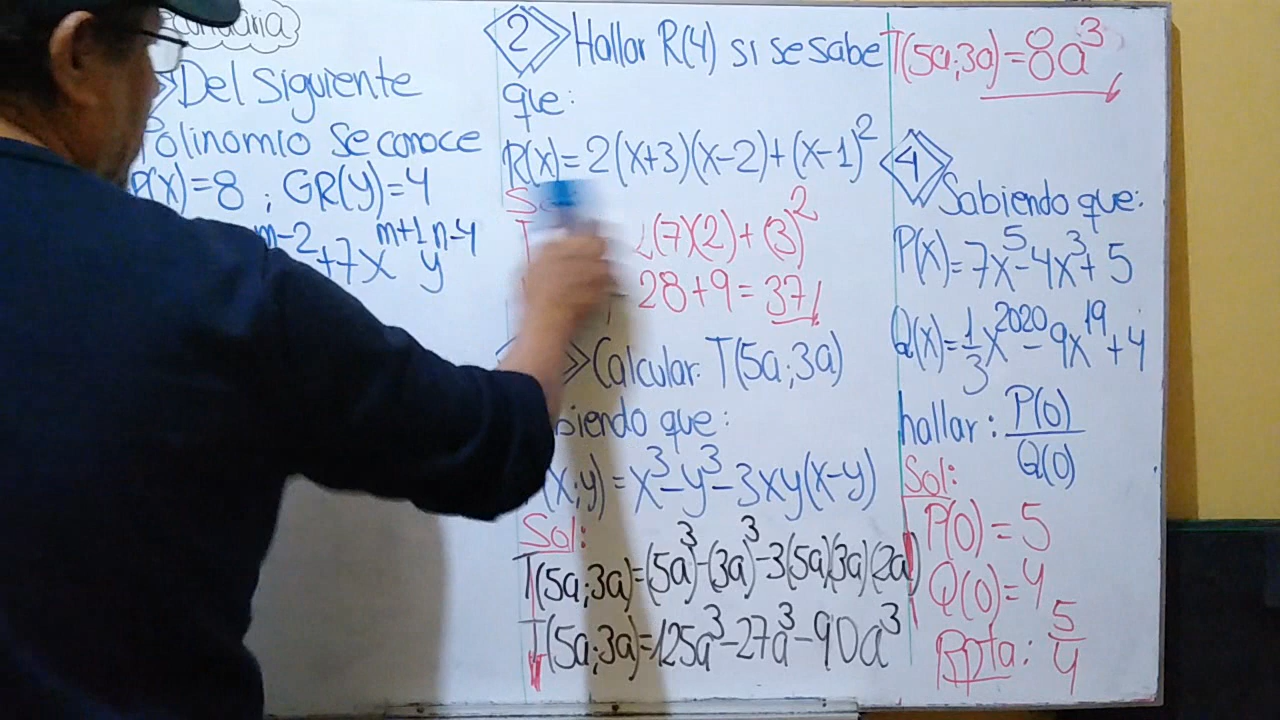 Del siguiente
Polinomio Se conoce
(x)=8 ; GR(y)=4
m-2 +7x^{m+1} y^{n-4}
2 Hallar R(4) si se sabe
que:
R(x)=2(x+3)(x-2)+(x-1)²
(7)(2)+(3)²
28+9=37
Calcular T(5a;3a)
biendo que:
(x;y)=x³-y³-3xy(x-y)
Sol:
T(5a;3a)=(5a)³-(3a)³-3(5a)(3a)(2a)
T(5a;3a)=125a³-27a³-90a³
T(5a;3a)=8a³
4
Sabiendo que:
P(x)=7x⁵-4x³+5
Q(x)=1/3x²⁰²⁰-9x¹⁹+4
hallar: P(0)/Q(0)
Sol:
P(0)=5
Q(0)=4
Rpta: 5/4